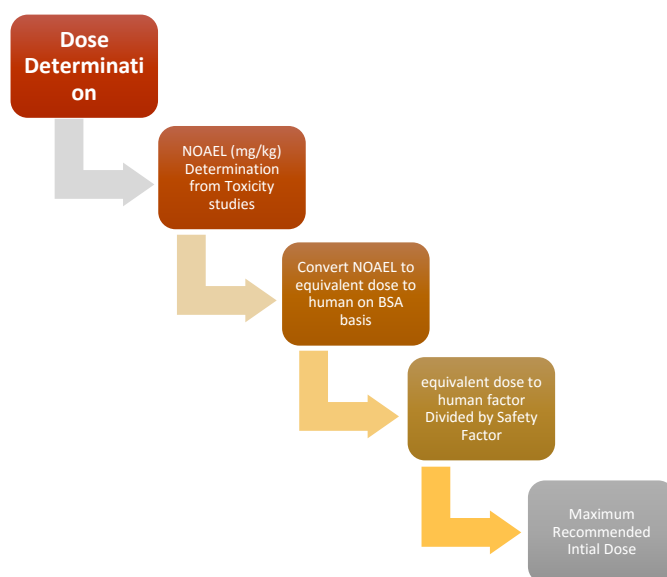 Dose
Determinati
on
NOAEL (mg/kg)
Determination
from Toxicity
studies
Convert NOAEL to
equivalent dose to
human on BSA
basis
equivalent dose to
human factor
Divided by Safety
Factor
Maximum
Recommended
Intial Dose